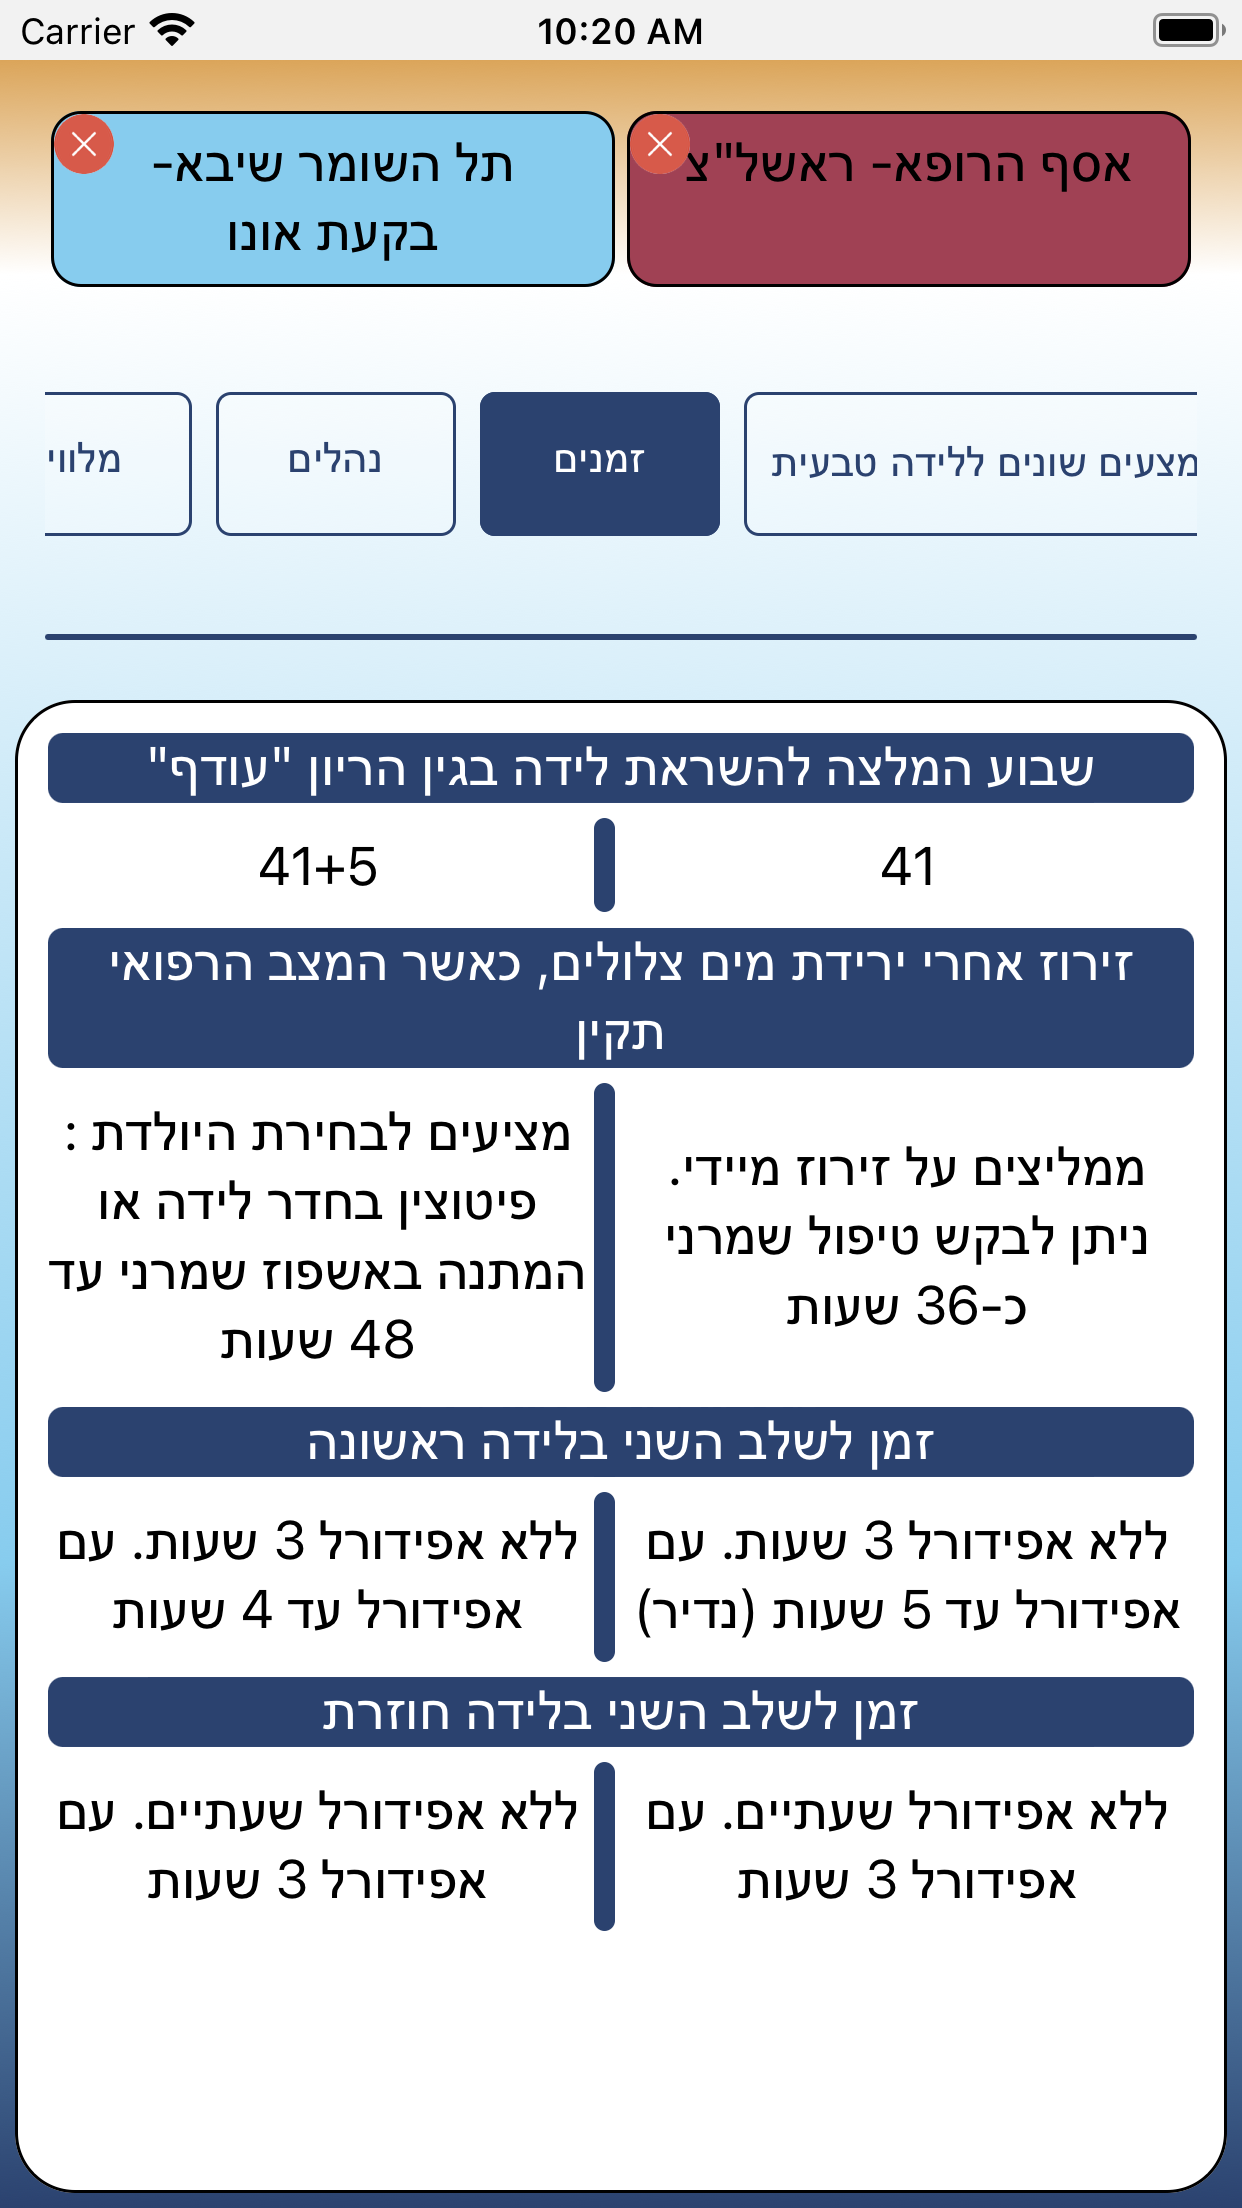 Carrier
10:20 AM
אסף הרופא- ראשל"צ
תל השומר שיבא-
בקעת אונו
מצעים שונים ללידה טבעית
זמנים
נהלים
מלווי
שבוע המלצה להשראת לידה בגין הריון "עודף"
41
41+5
זירוז אחרי ירידת מים צלולים, כאשר המצב הרפואי
תקין
ממליצים על זירוז מיידי.
ניתן לבקש טיפול שמרני
כ-36 שעות
מציעים לבחירת היולדת :
פיטוצין בחדר לידה או
המתנה באשפוז שמרני עד
48 שעות
זמן לשלב השני בלידה ראשונה
ללא אפידורל 3 שעות. עם
אפידורל עד 5 שעות (נדיר)
ללא אפידורל 3 שעות. עם
אפידורל עד 4 שעות
זמן לשלב השני בלידה חוזרת
ללא אפידורל שעתיים. עם
אפידורל 3 שעות
ללא אפידורל שעתיים. עם
אפידורל 3 שעות